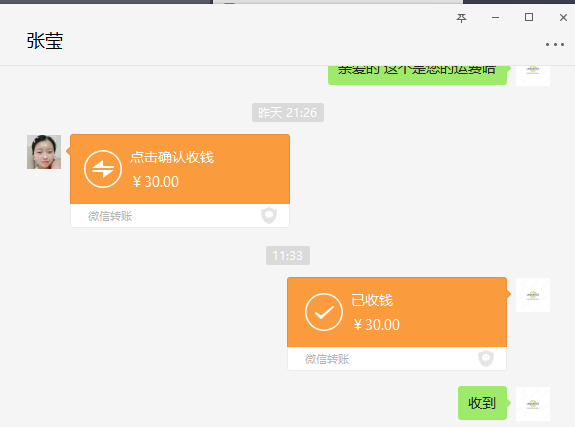 张莹
亲爱的 这个是您的运费哈
昨天 21:26
点击确认收钱
￥30.00
微信转账
11:33
已收钱
￥30.00
微信转账
收到